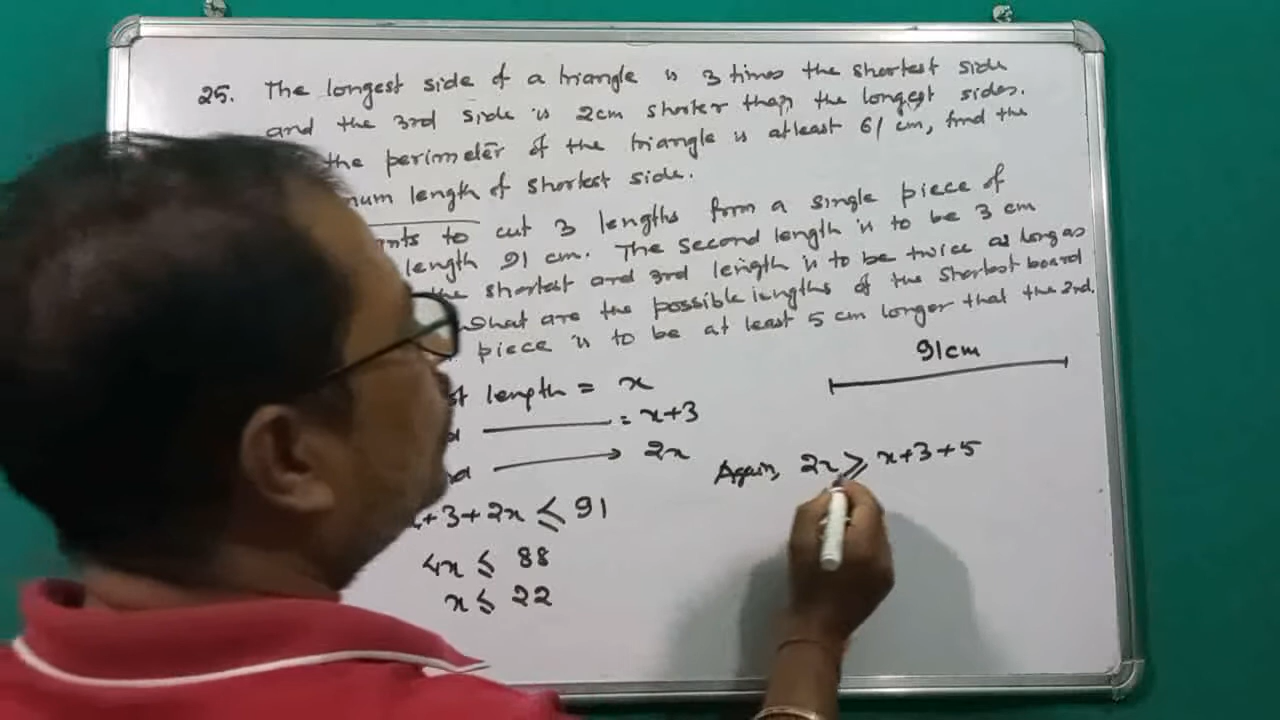 25. The longest side of a triangle is 3 times the shortest side
and the 3rd side is 2cm shorter than the longest sides.
the perimeter of the triangle is atleast 61 cm, find the
num length of shortest side.
nts to cut 3 lengths form a single piece of
length 91 cm. The second length is to be 3 cm
the shortest and 3rd length is to be twice as long as
What are the possible lengths of the shortest board
piece is to be at least 5 cm longer that the 2nd.
91cm
st length = x
= x+3
2x
+3+2x ≤ 91
4x ≤ 88
x ≤ 22
Again, 2x ≥ x+3+5